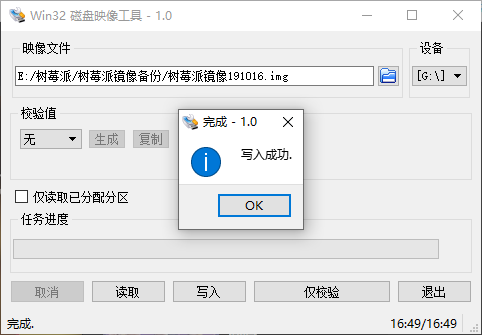 Win32 磁盘映像工具 - 1.0
映像文件
设备
E:/树莓派/树莓派镜像备份/树莓派镜像191016.img
[G:\]
校验值
无
生成
复制
完成 - 1.0
写入成功.
OK
仅读取已分配分区
任务进度
取消
读取
写入
仅校验
退出
完成.
16:49/16:49